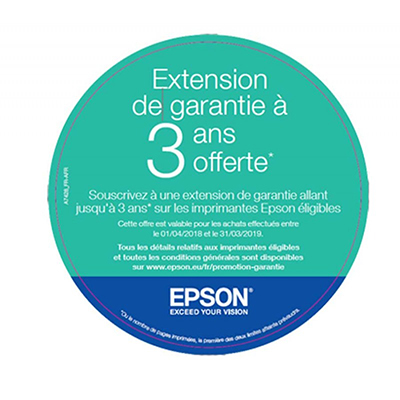 Extension
de garantie à
3 ans
offerte*
Souscrivez à une extension de garantie allant
jusqu'à 3 ans* sur les imprimantes Epson éligibles
Cette offre est valable pour les achats effectués entre
le 01/04/2018 et le 31/03/2019.
Tous les détails relatifs aux imprimantes éligibles
et toutes les conditions générales sont disponibles
sur www.epson.eu/fr/promotion-garantie
EPSON®
EXCEED YOUR VISION
*Ou le nombre de pages imprimées, la première des deux limites atteinte prévalant.